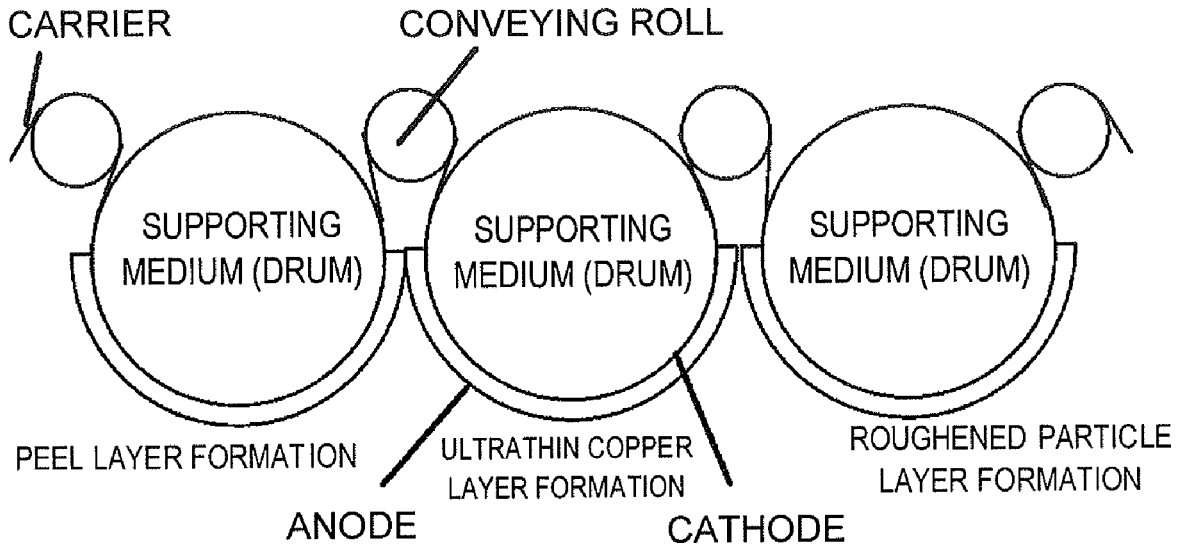 CARRIER
CONVEYING ROLL
SUPPORTING
MEDIUM (DRUM)
SUPPORTING
MEDIUM (DRUM)
SUPPORTING
MEDIUM (DRUM)
PEEL LAYER FORMATION
ULTRATHIN COPPER
LAYER FORMATION
ROUGHENED PARTICLE
LAYER FORMATION
ANODE
CATHODE